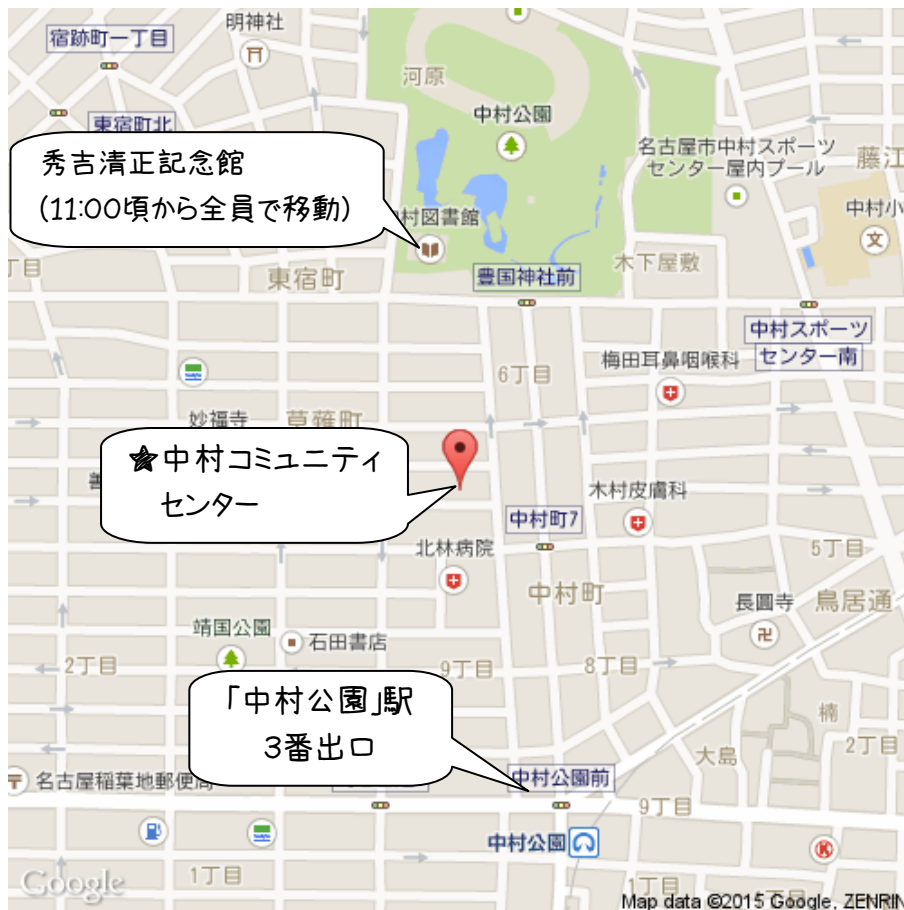 宿跡町一丁目
明神社
河原
中村公園
東宿町北
名古屋市中村スポーツ
センター屋内プール
藤江
秀吉清正記念館
(11:00頃から全員で移動)
中村小
村図書館
丁目
東宿町
豊国神社前
木下屋敷
中村スポーツ
センター南
梅田耳鼻咽喉科
6丁目
妙福寺
草薙町
★中村コミュニティ
センター
善
木村皮膚科
中村町7
北林病院
5丁目
中村町
長圓寺
鳥居通
靖国公園
石田書店
2丁目
9丁目
8丁目
「中村公園」駅
3番出口
楠
大島
2丁目
名古屋稲葉地郵便局
中村公園前
9丁目
中村公園
1丁目
1丁目
丁目
Google
Map data ©2015 Google, ZENRIN